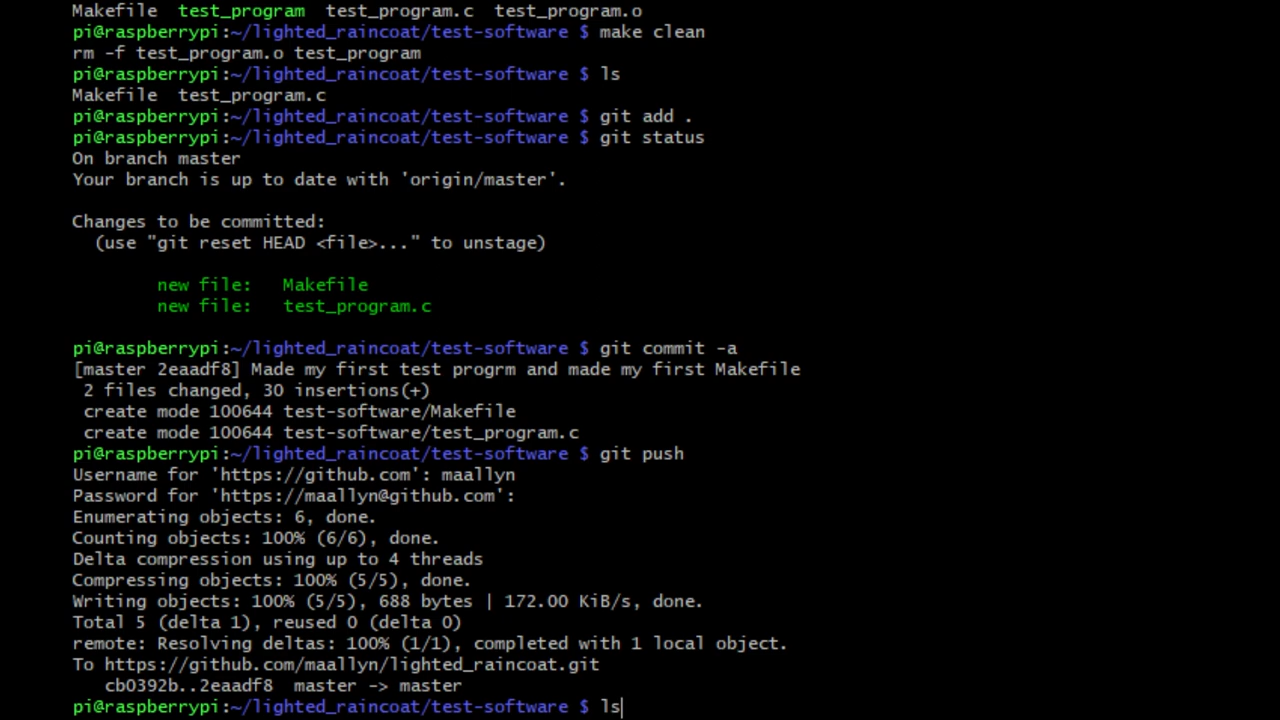 Makefile  test_program  test_program.c  test_program.o
pi@raspberrypi:~/lighted_raincoat/test-software $ make clean
rm -f test_program.o test_program
pi@raspberrypi:~/lighted_raincoat/test-software $ ls
Makefile  test_program.c
pi@raspberrypi:~/lighted_raincoat/test-software $ git add .
pi@raspberrypi:~/lighted_raincoat/test-software $ git status
On branch master
Your branch is up to date with 'origin/master'.
Changes to be committed:
  (use "git reset HEAD <file>..." to unstage)
        new file:   Makefile
        new file:   test_program.c
pi@raspberrypi:~/lighted_raincoat/test-software $ git commit -a
[master 2eaadf8] Made my first test progrm and made my first Makefile
 2 files changed, 30 insertions(+)
 create mode 100644 test-software/Makefile
 create mode 100644 test-software/test_program.c
pi@raspberrypi:~/lighted_raincoat/test-software $ git push
Username for 'https://github.com': maallyn
Password for 'https://maallyn@github.com':
Enumerating objects: 6, done.
Counting objects: 100% (6/6), done.
Delta compression using up to 4 threads
Compressing objects: 100% (5/5), done.
Writing objects: 100% (5/5), 688 bytes | 172.00 KiB/s, done.
Total 5 (delta 1), reused 0 (delta 0)
remote: Resolving deltas: 100% (1/1), completed with 1 local object.
To https://github.com/maallyn/lighted_raincoat.git
   cb0392b..2eaadf8  master -> master
pi@raspberrypi:~/lighted_raincoat/test-software $ ls